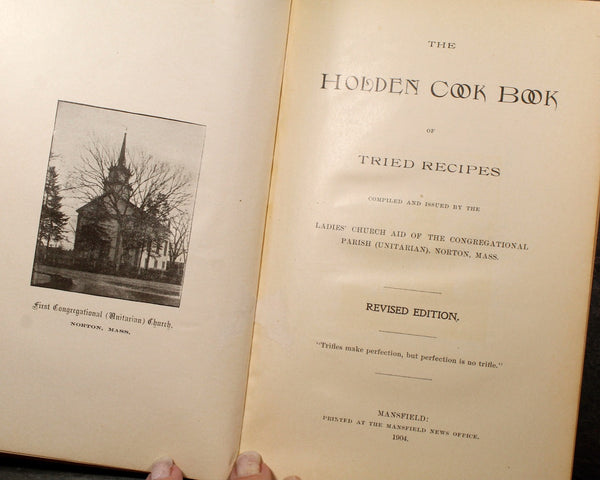 First Congregational (Unitarian) Church,
NORTON, MASS.
THE
HOLDEN COOK BOOK
OF
TRIED RECIPES
COMPILED AND ISSUED BY THE
LADIES' CHURCH AID OF THE CONGREGATIONAL
PARISH (UNITARIAN), NORTON, MASS.
REVISED EDITION.
"Trifles make perfection, but perfection is no trifle."
MANSFIELD:
PRINTED AT THE MANSFIELD NEWS OFFICE.
1904.